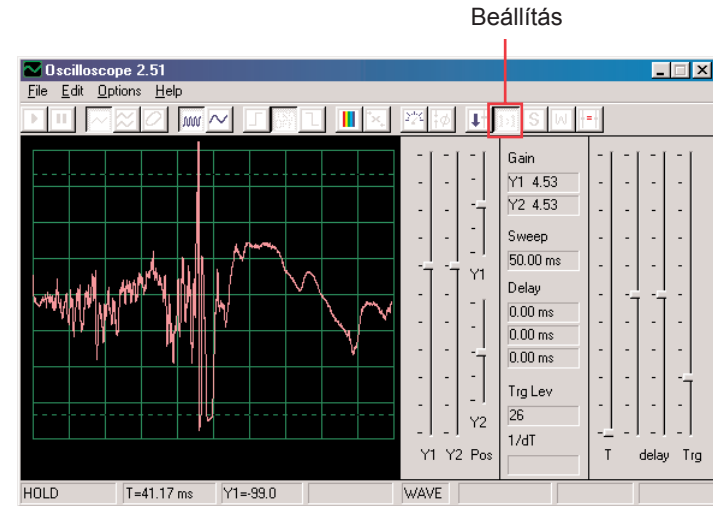 Beállítás
Oscilloscope 2.51
File Edit Options Help
1:1 S W
Gain
Y1 4.53
Y2 4.53
Sweep
50.00 ms
Y1
Delay
0.00 ms
0.00 ms
0.00 ms
Trg Lev
26
Y2
1/dT
Y1 Y2 Pos
T delay Trg
HOLD T=41.17 ms Y1=-99.0 WAVE